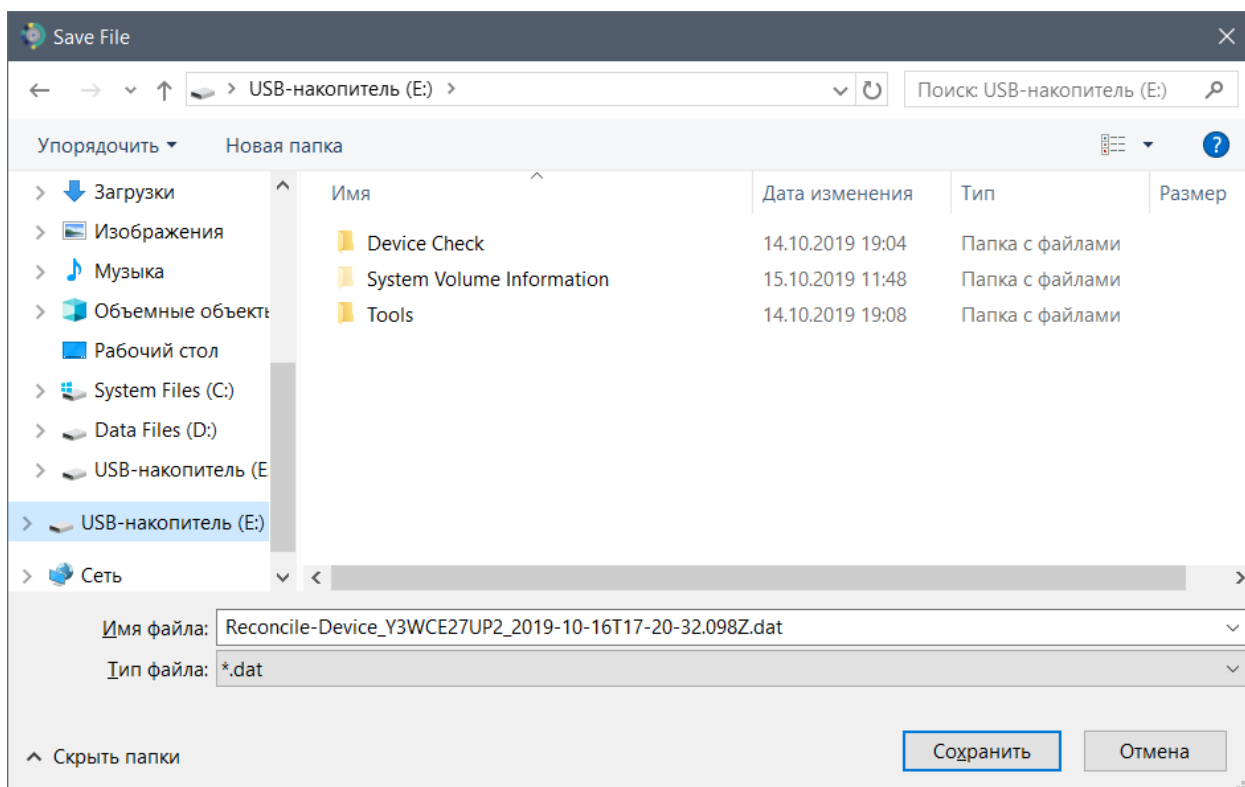 Save File
USB-накопитель (E:)
Поиск: USB-накопитель (E:)
Упорядочить
Новая папка
?
Загрузки
Изображения
Музыка
Объемные объекты
Рабочий стол
System Files (C:)
Data Files (D:)
USB-накопитель (E:
USB-накопитель (E:)
Сеть
Имя Дата изменения Тип Размер
Device Check 14.10.2019 19:04 Папка с файлами
System Volume Information 15.10.2019 11:48 Папка с файлами
Tools 14.10.2019 19:08 Папка с файлами
Имя файла: Reconcile-Device_Y3WCE27UP2_2019-10-16T17-20-32.098Z.dat
Тип файла: *.dat
Скрыть папки
Сохранить
Отмена